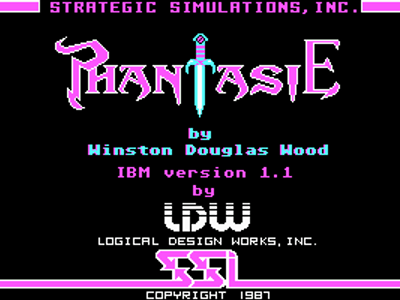 STRATEGIC SIMULATIONS, INC.
PHANTASIE
by
Winston Douglas Wood
IBM version 1.1
by
LDW
LOGICAL DESIGN WORKS, INC.
SSI
COPYRIGHT 1987